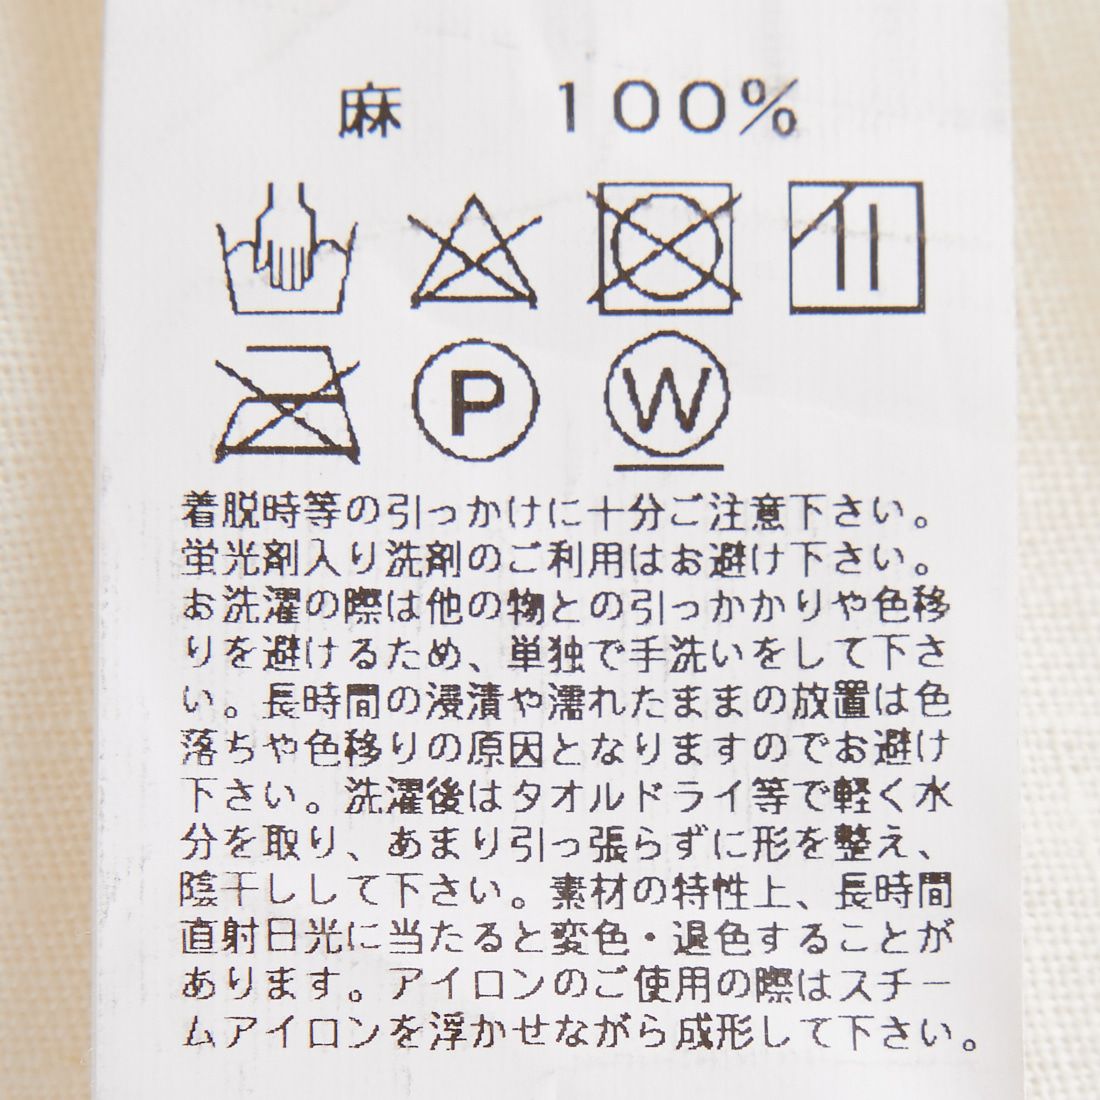 麻 100%
P W
着脱時等の引っかけに十分ご注意下さい。
蛍光剤入り洗剤のご利用はお避け下さい。
お洗濯の際は他の物との引っかかりや色移
りを避けるため、単独で手洗いをして下さ
い。長時間の浸漬や濡れたままの放置は色
落ちや色移りの原因となりますのでお避け
下さい。洗濯後はタオルドライ等で軽く水
分を取り、あまり引っ張らずに形を整え、
陰干しして下さい。素材の特性上、長時間
直射日光に当たると変色・退色することが
あります。アイロンのご使用の際はスチー
ムアイロンを浮かせながら成形して下さい。